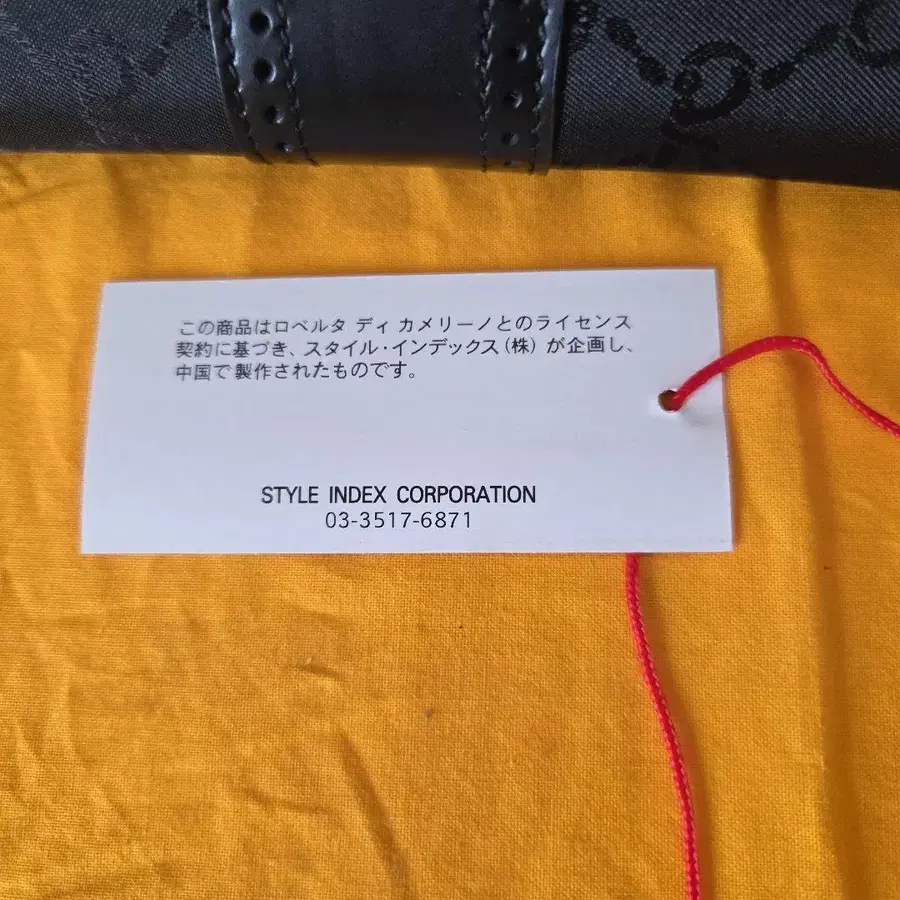 この商品はロベルタ ディ カメリーノとのライセンス
契約に基づき、スタイル・インデックス(株)が企画し、
中国で製作されたものです。
STYLE INDEX CORPORATION
03-3517-6871